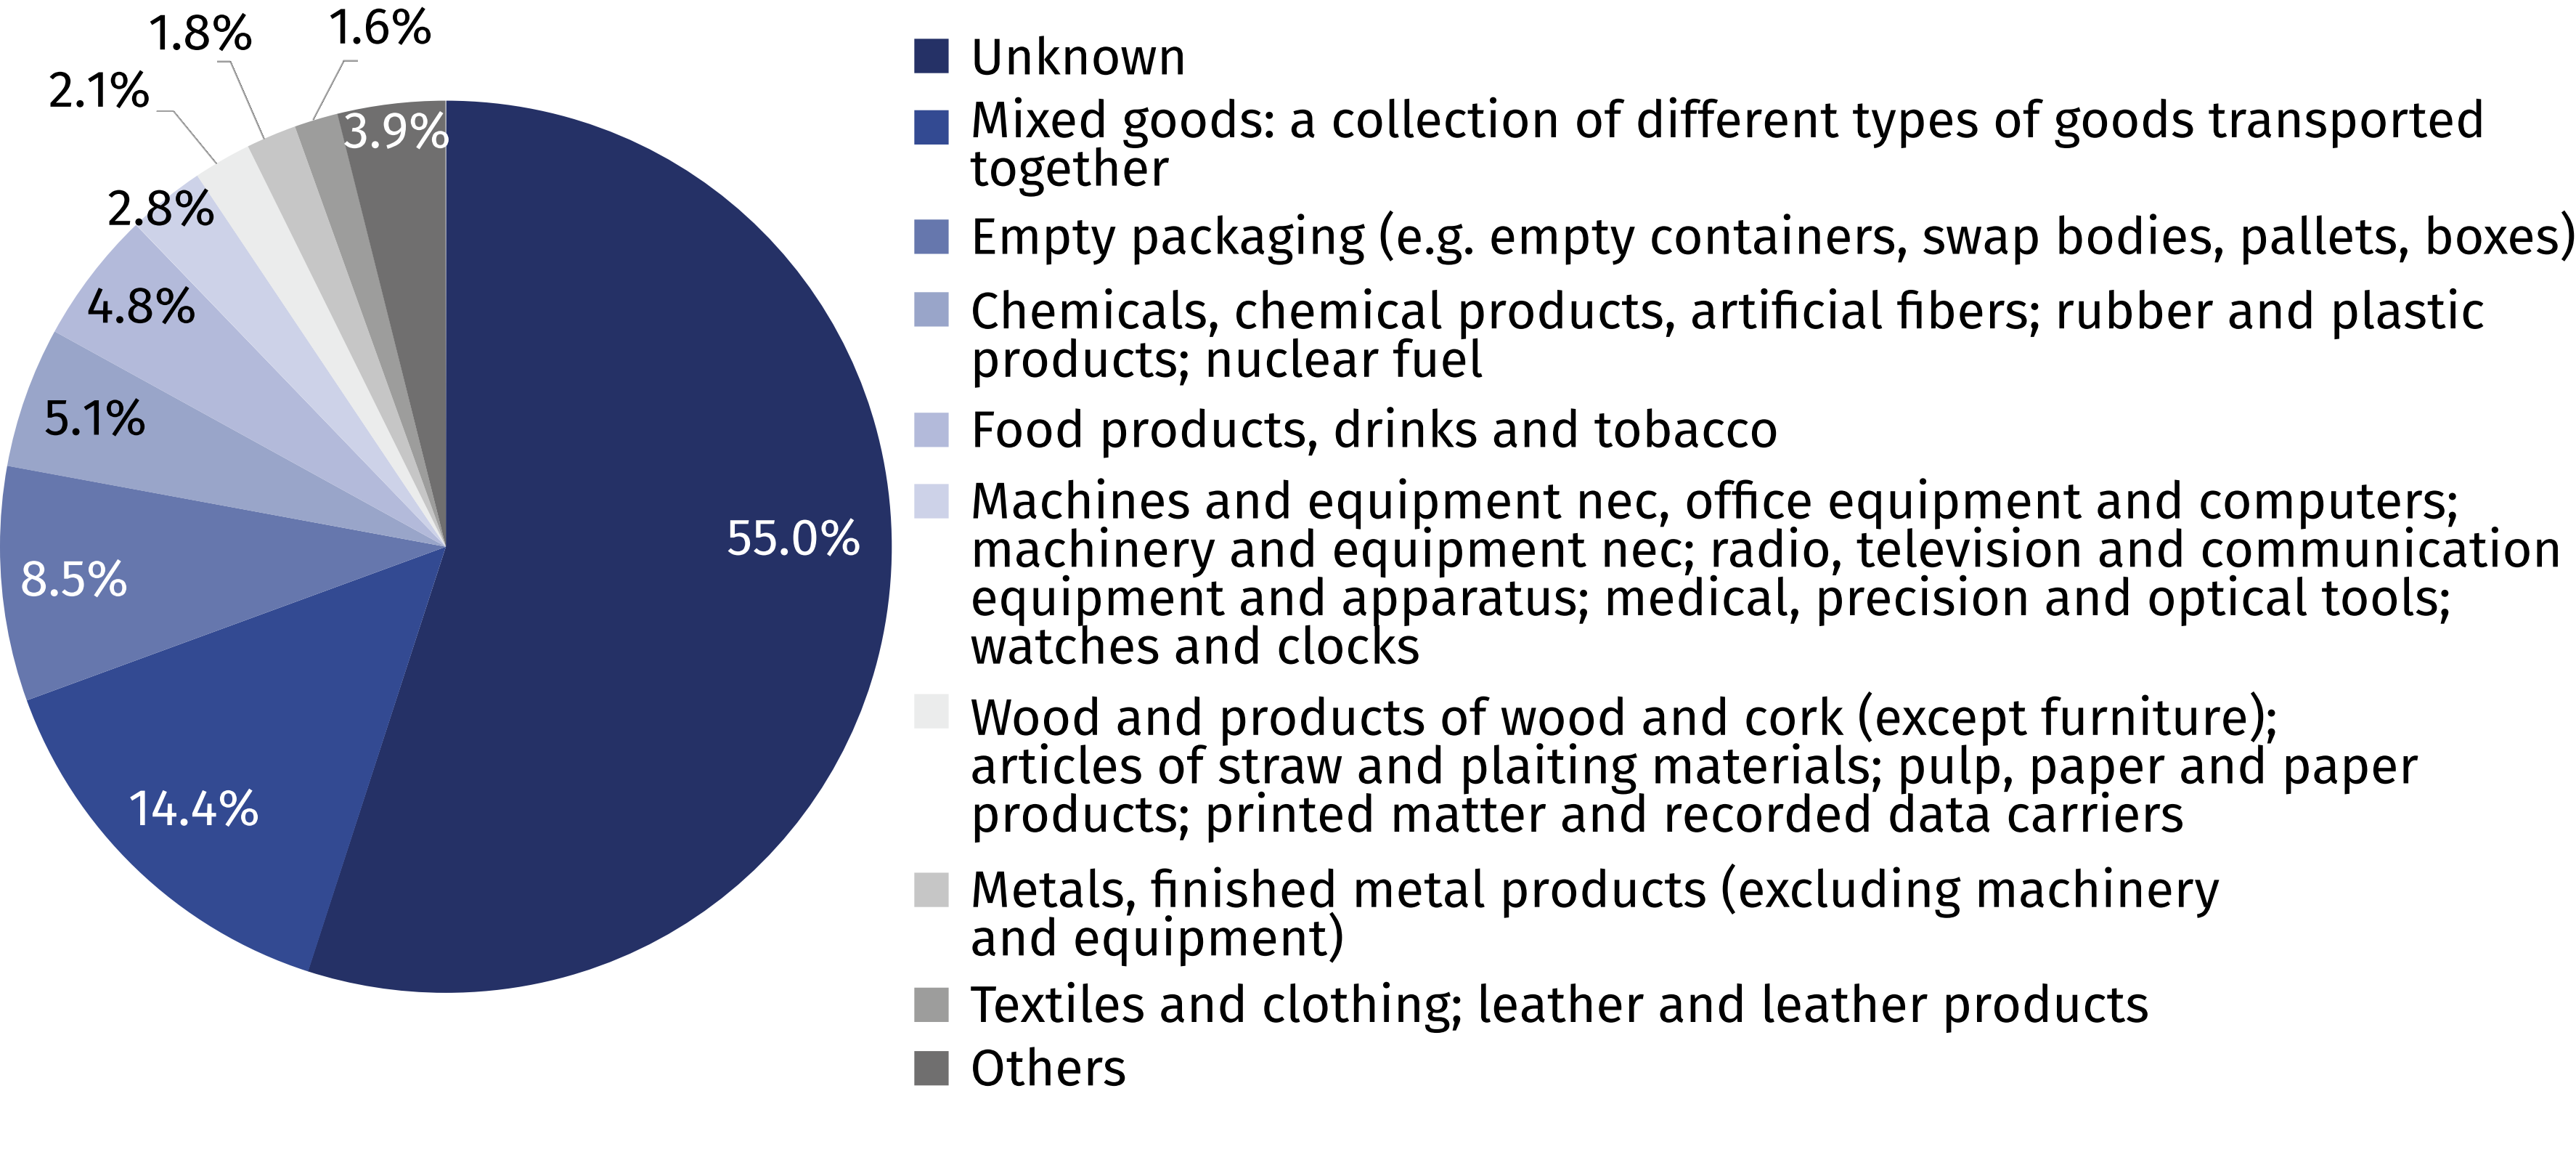 1.8%
1.6%
2.1%
3.9%
2.8%
4.8%
5.1%
55.0%
8.5%
14.4%
Unknown
Mixed goods: a collection of different types of goods transported
together
Empty packaging (e.g. empty containers, swap bodies, pallets, boxes)
Chemicals, chemical products, artificial fibers; rubber and plastic
products; nuclear fuel
Food products, drinks and tobacco
Machines and equipment nec, office equipment and computers;
machinery and equipment nec; radio, television and communication
equipment and apparatus; medical, precision and optical tools;
watches and clocks
Wood and products of wood and cork (except furniture);
articles of straw and plaiting materials; pulp, paper and paper
products; printed matter and recorded data carriers
Metals, finished metal products (excluding machinery
and equipment)
Textiles and clothing; leather and leather products
Others